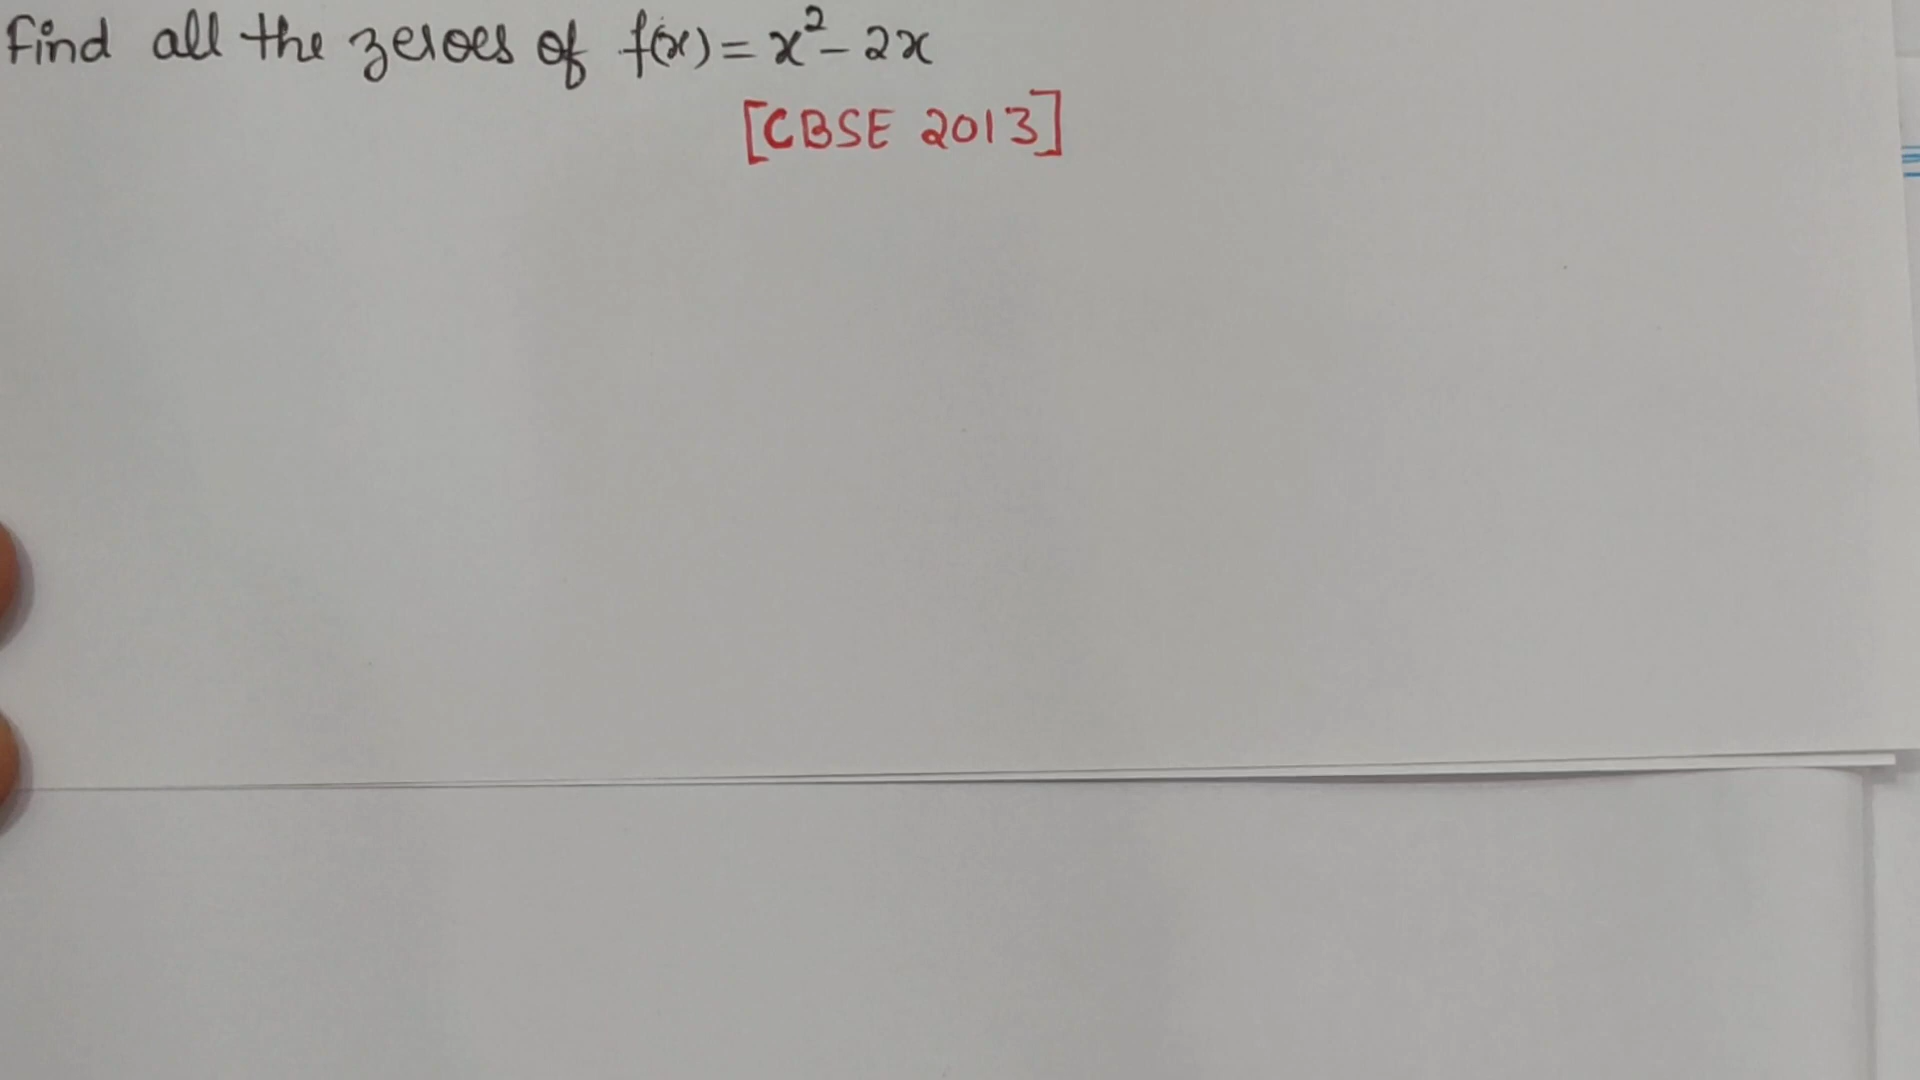 Find all the zeroes of f(x) = x² - 2x
[CBSE 2013]